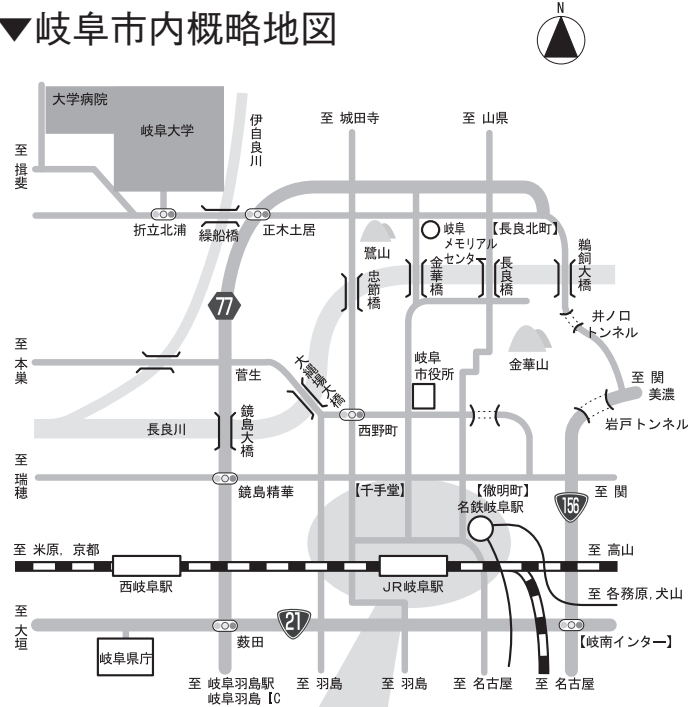 ▼岐阜市内概略地図
N
大学病院
岐阜大学
伊自良川
至 城田寺
至 山県
至 揖斐
折立北浦
繰船橋
正木土居
鷺山
岐阜
メモリアル
センター
【長良北町】
忠節橋
金華橋
長良橋
鵜飼大橋
77
井ノ口
トンネル
至 本巣
菅生
大縄場大橋
岐阜
市役所
金華山
至 関
美濃
長良川
鏡島大橋
西野町
岩戸トンネル
至 瑞穂
鏡島精華
【千手堂】
【徹明町】
名鉄岐阜駅
156
至 関
至 米原, 京都
至 高山
西岐阜駅
JR岐阜駅
至 各務原,犬山
至 大垣
21
薮田
【岐南インター】
岐阜県庁
至 岐阜羽島駅
岐阜羽島【C
至 羽島
至 羽島
至 名古屋
至 名古屋